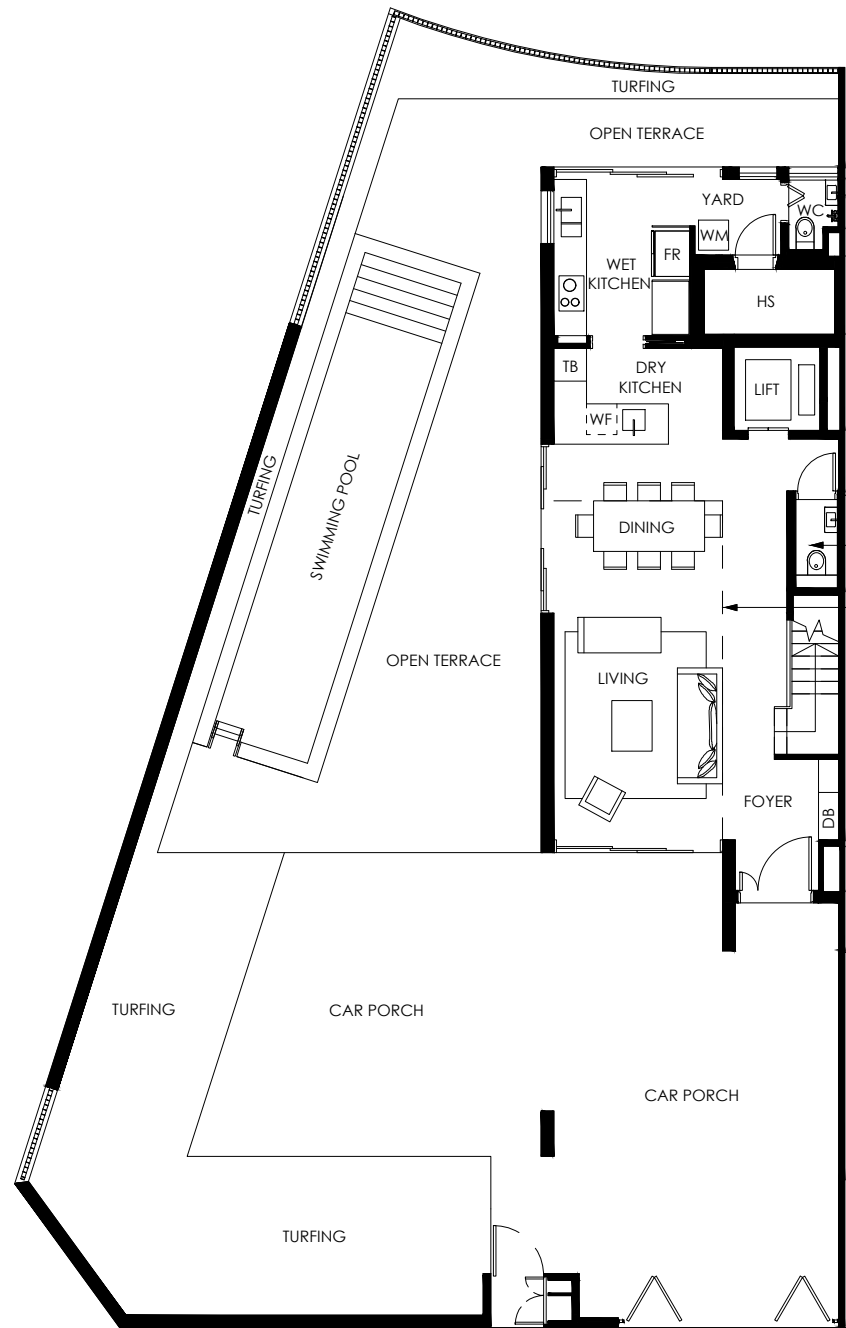 TURFING
OPEN TERRACE
YARD
WC
WM
FR
WET
KITCHEN
HS
TB
DRY
KITCHEN
LIFT
WF
TURFING
SWIMMING POOL
DINING
OPEN TERRACE
LIVING
FOYER
DB
TURFING
CAR PORCH
CAR PORCH
TURFING